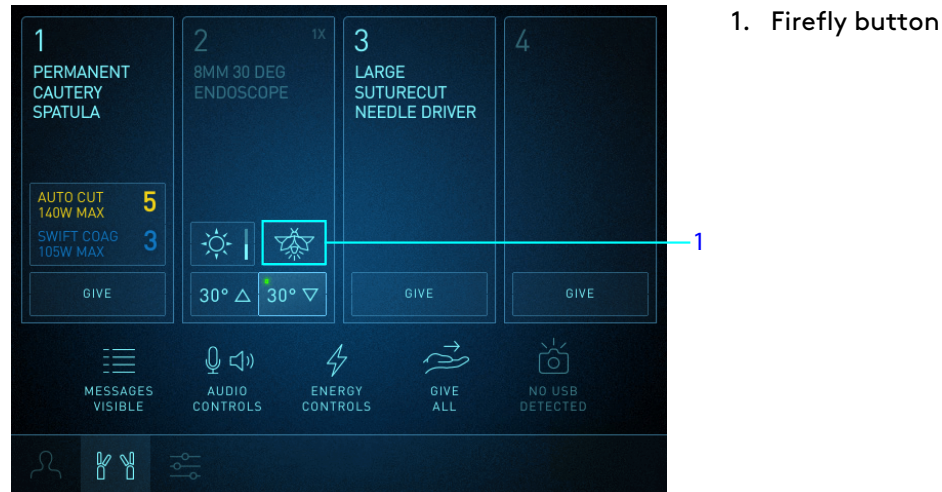 1. Firefly button
1
PERMANENT
CAUTERY
SPATULA
AUTO CUT 5
140W MAX
SWIFT COAG 3
105W MAX
GIVE
2 1X
8MM 30 DEG
ENDOSCOPE
30° △ 30° ▽
3
LARGE
SUTURECUT
NEEDLE DRIVER
GIVE
4
GIVE
1
MESSAGES
VISIBLE
AUDIO
CONTROLS
ENERGY
CONTROLS
GIVE
ALL
NO USB
DETECTED